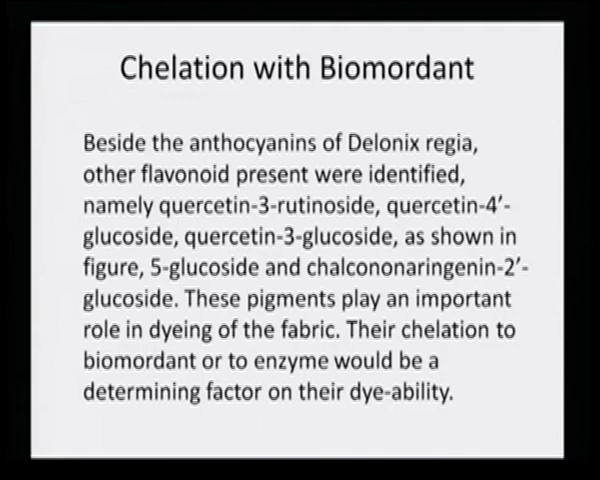 Chelation with Biomordant
Beside the anthocyanins of Delonix regia,
other flavonoid present were identified,
namely quercetin-3-rutinoside, quercetin-4′-
glucoside, quercetin-3-glucoside, as shown in
figure, 5-glucoside and chalcononaringenin-2′-
glucoside. These pigments play an important
role in dyeing of the fabric. Their chelation to
biomordant or to enzyme would be a
determining factor on their dye-ability.